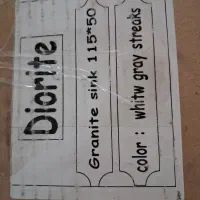 Diorite
Granite sink 115*50
color : whitw gray streaks